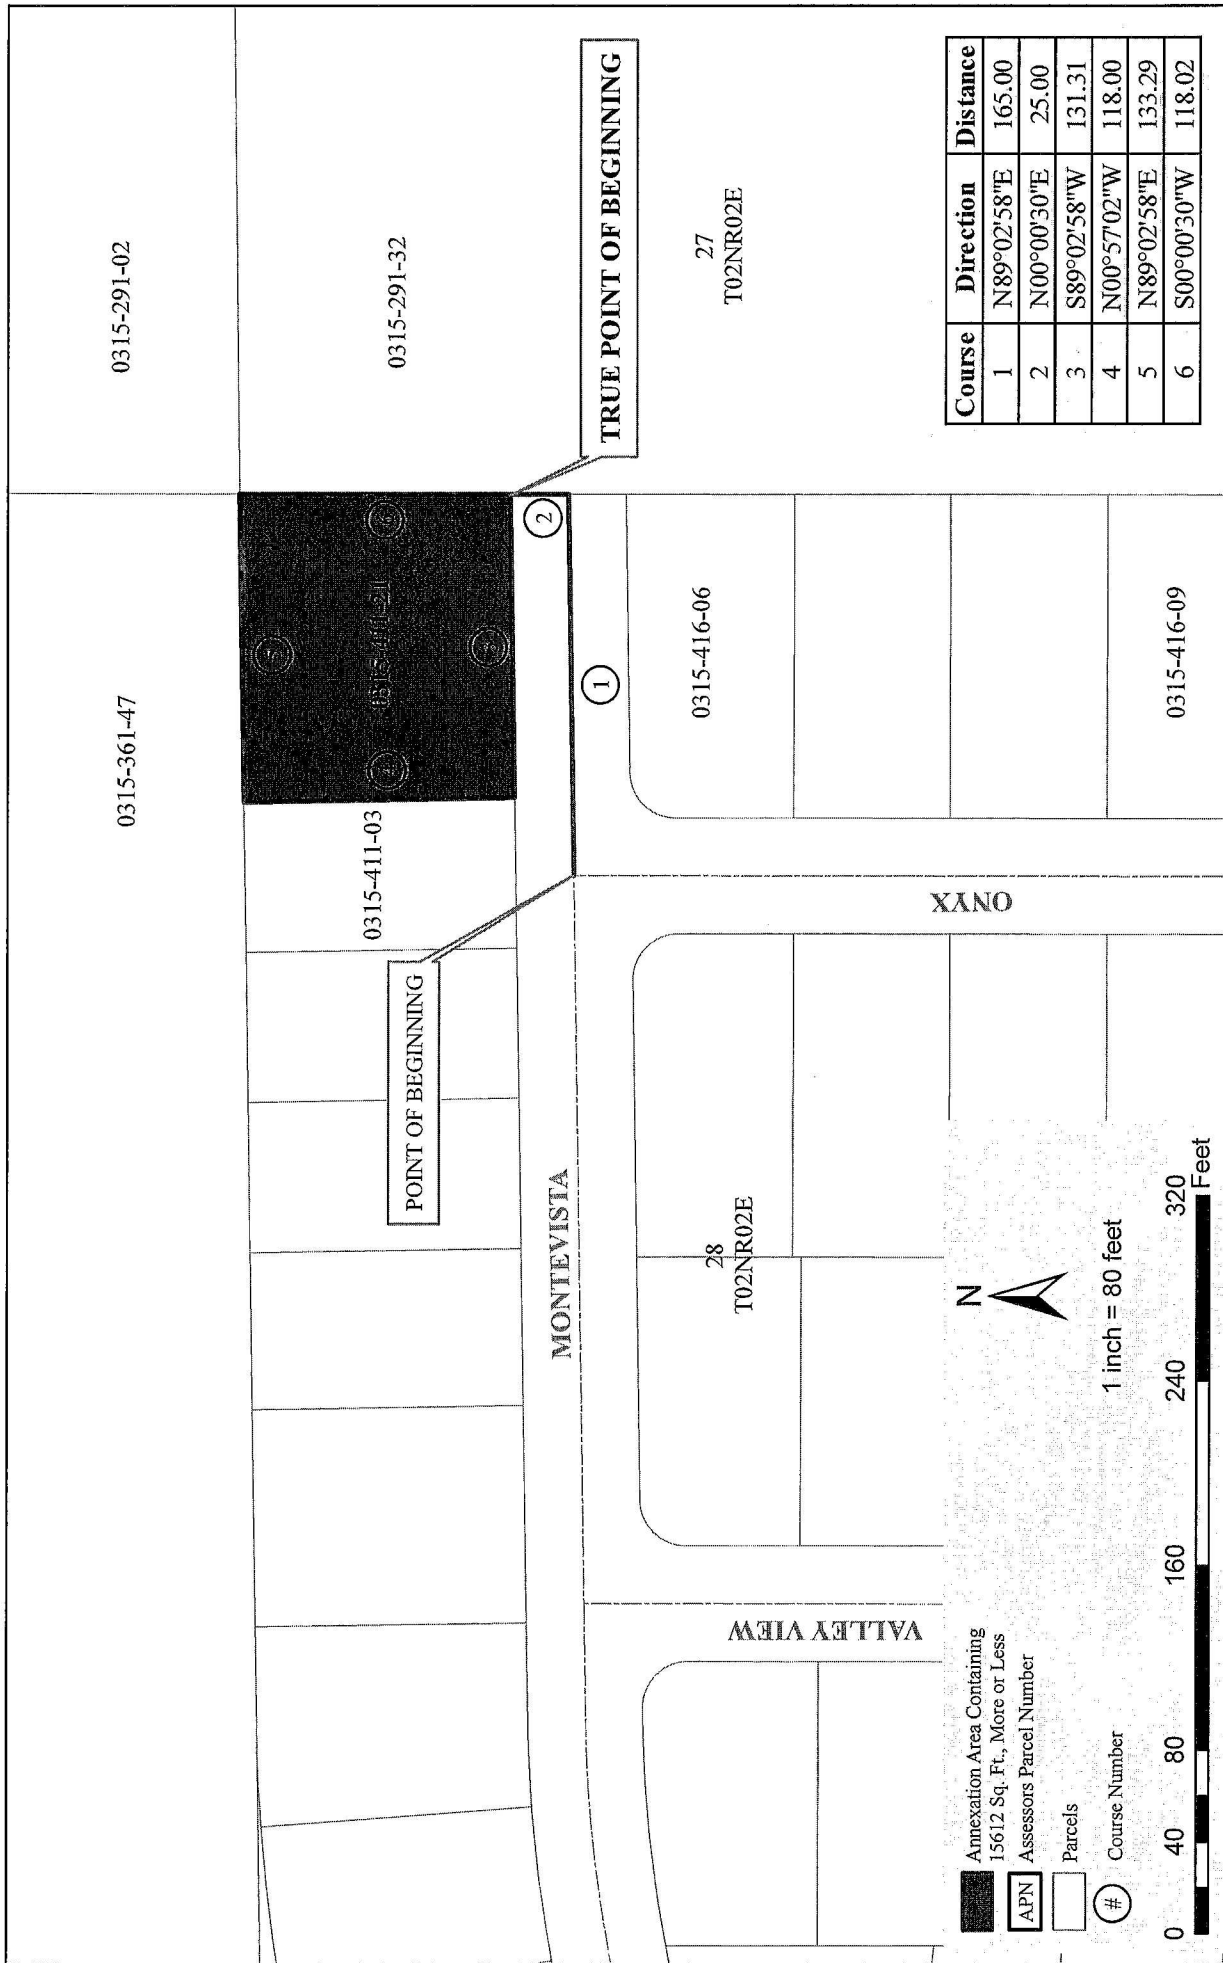 0315-361-47
0315-291-02
0315-411-03
0315-291-32
POINT OF BEGINNING
TRUE POINT OF BEGINNING
2
1
MONTEVISTA
28
T02NR02E
0315-416-06
27
T02NR02E
VALLEY VIEW
ONYX
0315-416-09
Course Direction Distance
1 N89°02'58"E 165.00
2 N00°00'30"E 25.00
3 S89°02'58"W 131.31
4 N00°57'02"W 118.00
5 N89°02'58"E 133.29
6 S00°00'30"W 118.02
Annexation Area Containing
15612 Sq. Ft., More or Less
APN Assessors Parcel Number
Parcels
# Course Number
N
1 inch = 80 feet
0 40 80 160 240 320
Feet